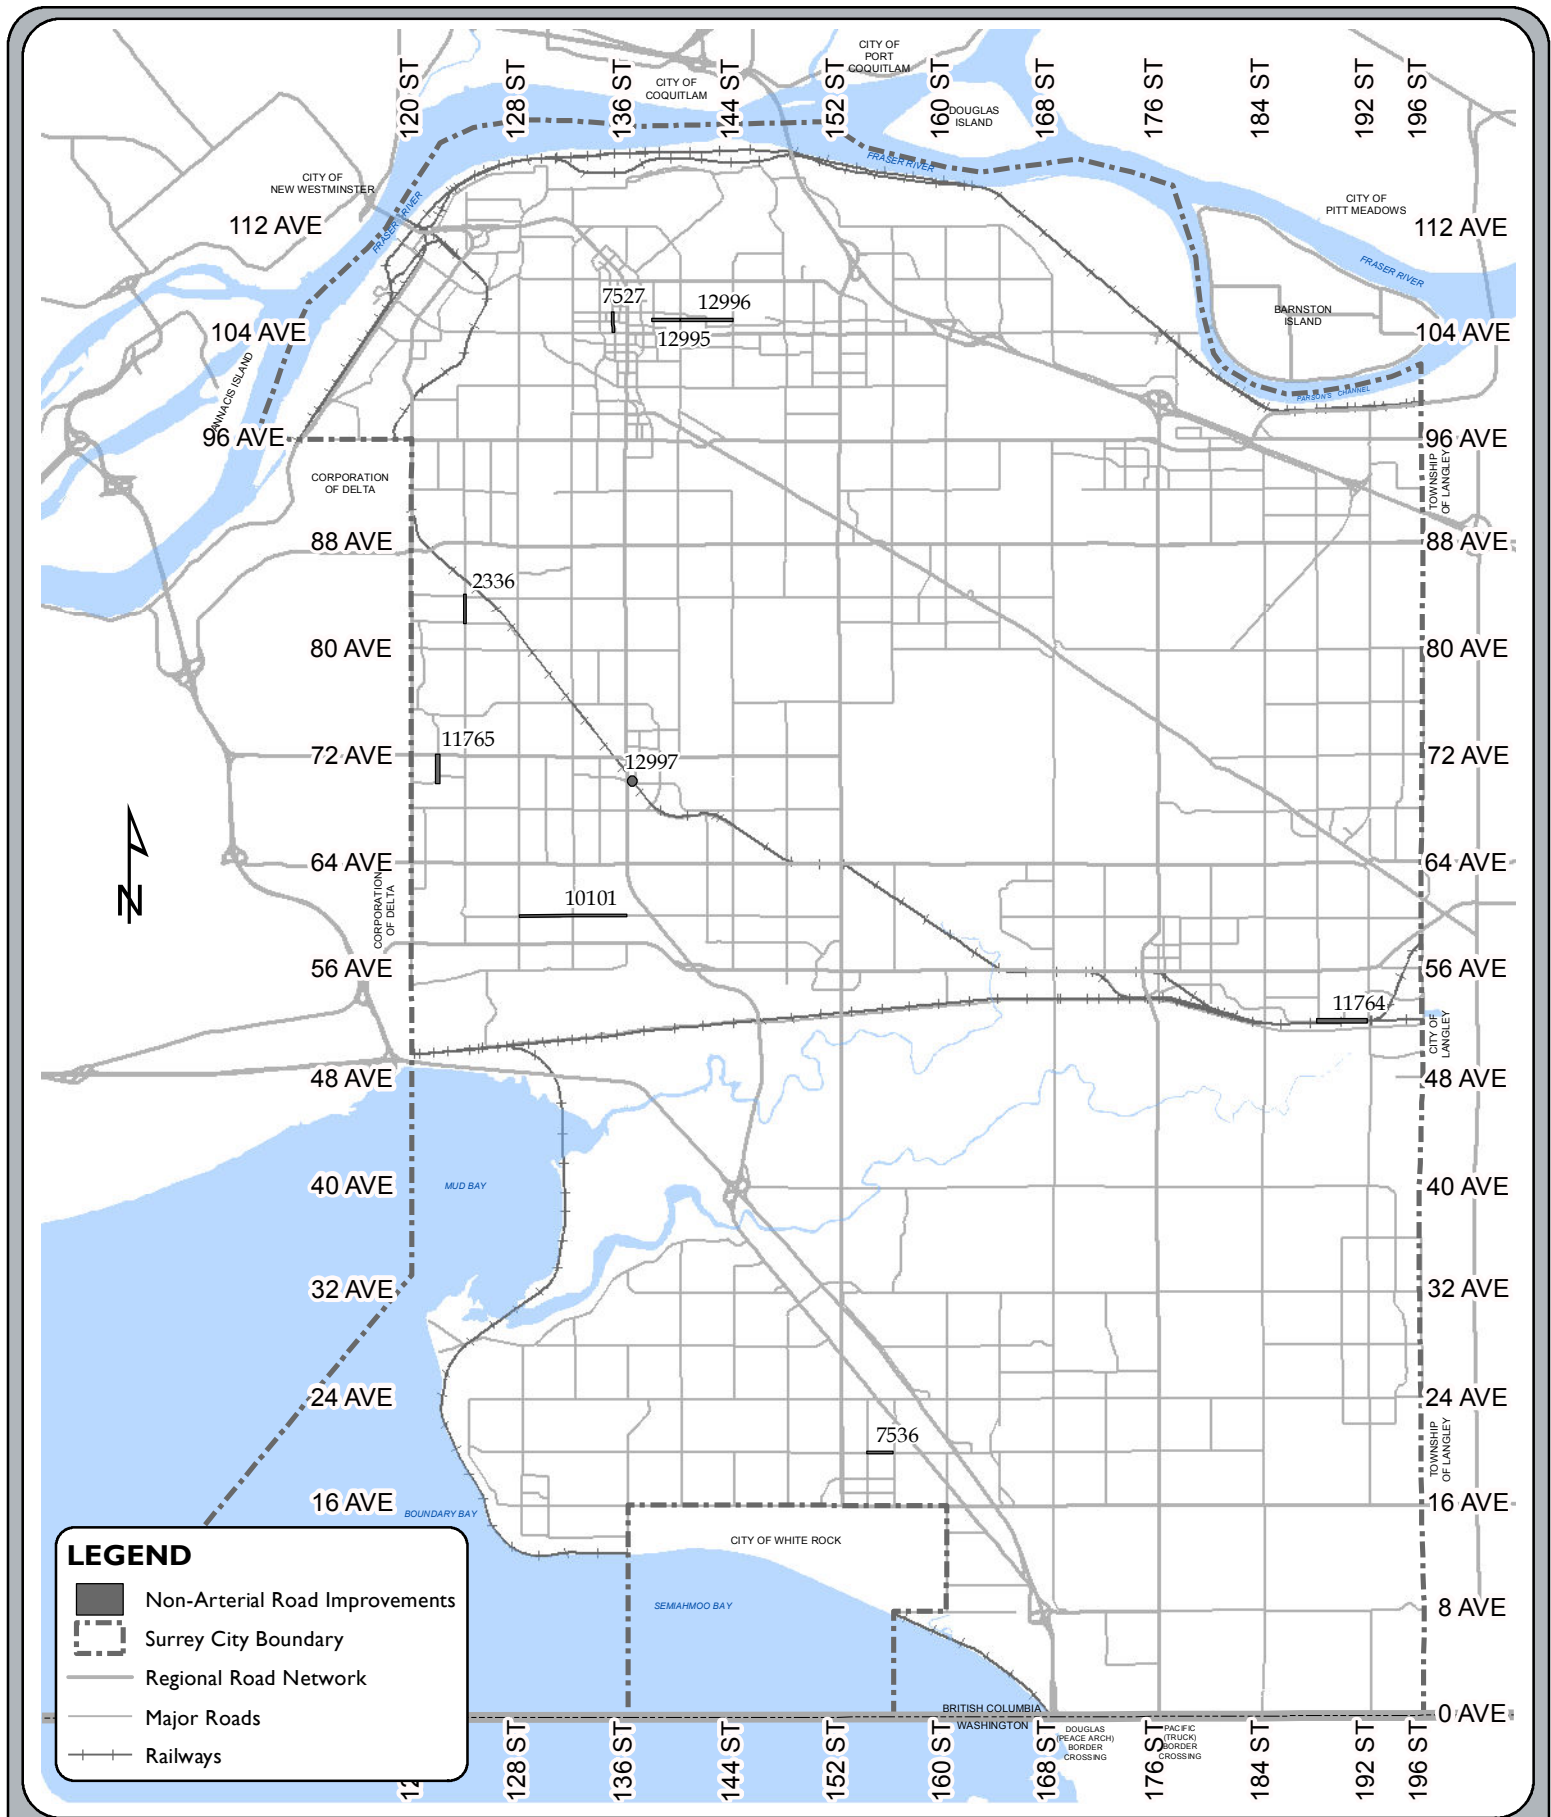 120 ST
128 ST
136 ST
144 ST
152 ST
160 ST
168 ST
176 ST
184 ST
192 ST
196 ST
CITY OF
COQUITLAM
CITY OF
PORT
COQUITLAM
DOUGLAS
ISLAND
FRASER RIVER
CITY OF
NEW WESTMINSTER
FRASER RIVER
CITY OF
PITT MEADOWS
112 AVE
112 AVE
FRASER RIVER
7527
12996
BARNSTON
ISLAND
104 AVE
12995
104 AVE
ANNACIS ISLAND
PARSON'S CHANNEL
96 AVE
96 AVE
CORPORATION
OF DELTA
TOWNSHIP
OF LANGLEY
88 AVE
88 AVE
2336
80 AVE
80 AVE
11765
72 AVE
12997
72 AVE
64 AVE
64 AVE
N
CORPORATION
OF DELTA
10101
56 AVE
56 AVE
11764
CITY OF
LANGLEY
48 AVE
48 AVE
40 AVE
MUD BAY
40 AVE
32 AVE
32 AVE
24 AVE
24 AVE
7536
TOWNSHIP
OF LANGLEY
16 AVE
BOUNDARY BAY
16 AVE
CITY OF WHITE ROCK
SEMIAHMOO BAY
8 AVE
LEGEND
Non-Arterial Road Improvements
Surrey City Boundary
Regional Road Network
Major Roads
Railways
BRITISH COLUMBIA
WASHINGTON
0 AVE
DOUGLAS
(PEACE ARCH)
BORDER
CROSSING
PACIFIC
(TRUCK)
BORDER
CROSSING
12
128 ST
136 ST
144 ST
152 ST
160 ST
168 ST
176 ST
184 ST
192 ST
196 ST